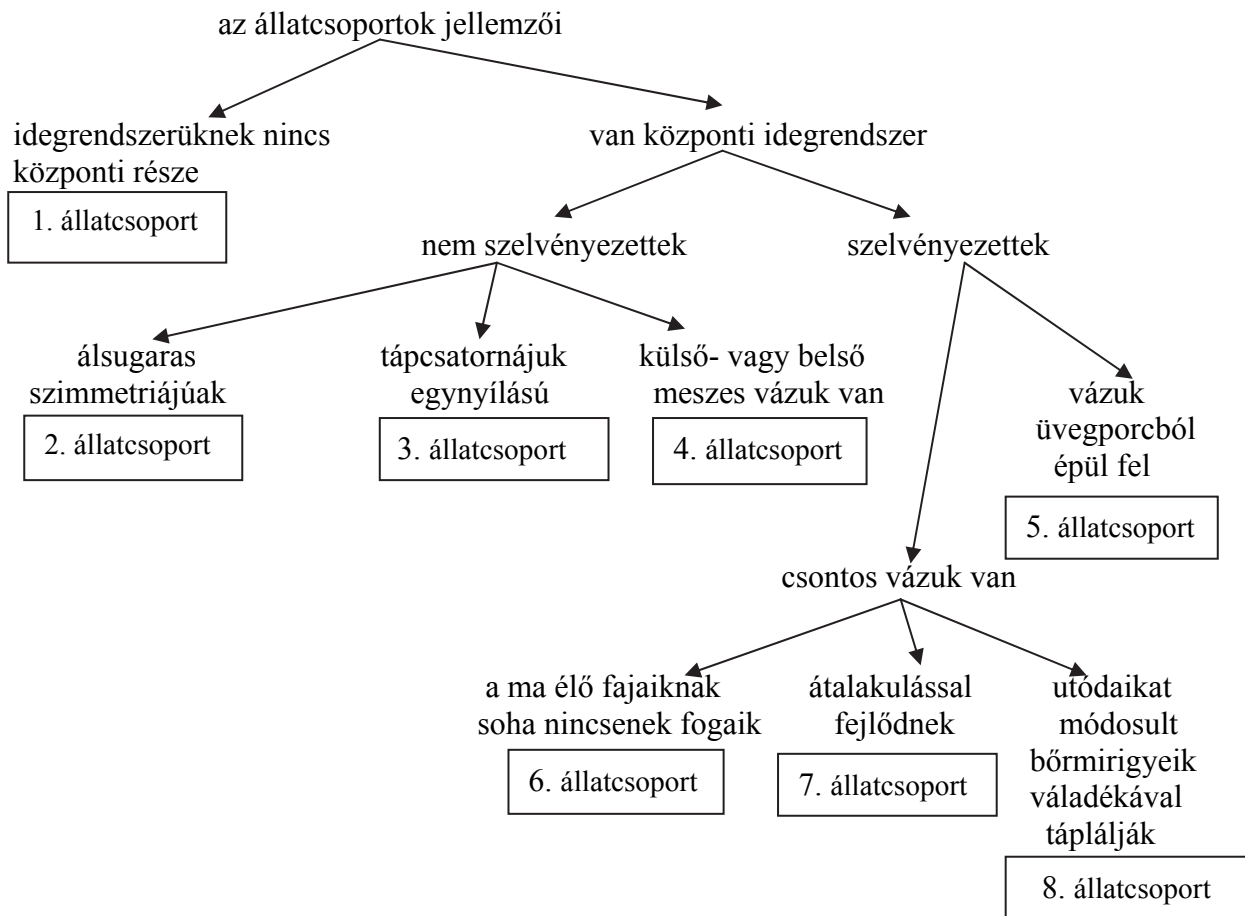 az állatcsoportok jellemzői
idegrendszerüknek nincs
központi része
1. állatcsoport
van központi idegrendszer
nem szelvényezettek
szelvényezettek
álsugaras
szimmetriájúak
2. állatcsoport
tápcsatornájuk
egynyílású
3. állatcsoport
külső- vagy belső
meszes vázuk van
4. állatcsoport
vázuk
üvegporcból
épül fel
5. állatcsoport
csontos vázuk van
a ma élő fajaiknak
soha nincsenek fogaik
6. állatcsoport
átalakulással
fejlődnek
7. állatcsoport
utódaikat
módosult
bőrmirigyeik
váladékával
táplálják
8. állatcsoport